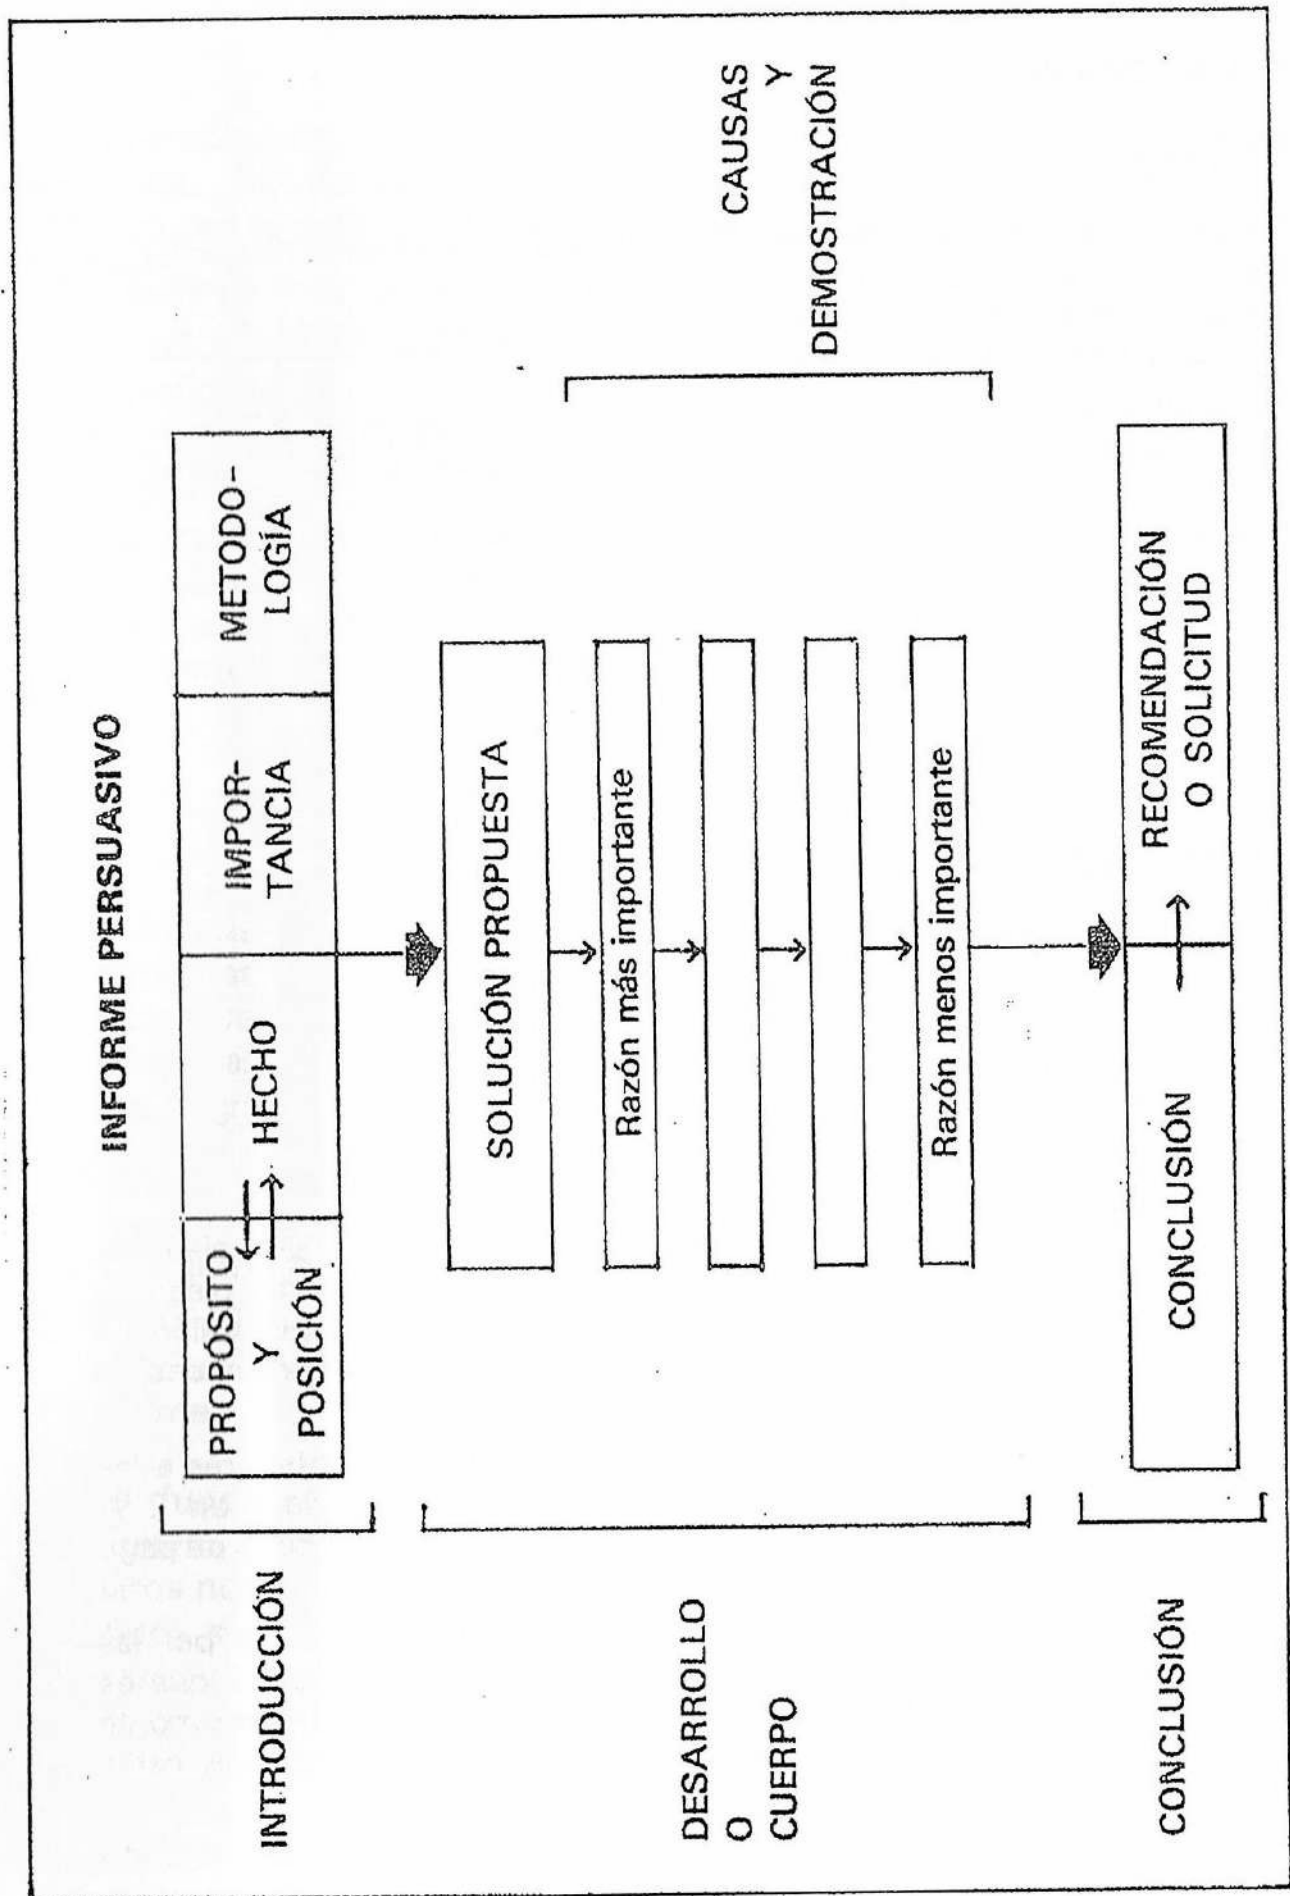 INFORME PERSUASIVO
INTRODUCCIÓN
PROPÓSITO
Y
POSICIÓN
HECHO
IMPOR-
TANCIA
METODO-
LOGÍA
DESARROLLO
O
CUERPO
SOLUCIÓN PROPUESTA
Razón más importante
Razón menos importante
CAUSAS
Y
DEMOSTRACIÓN
CONCLUSIÓN
CONCLUSIÓN
RECOMENDACIÓN
O SOLICITUD